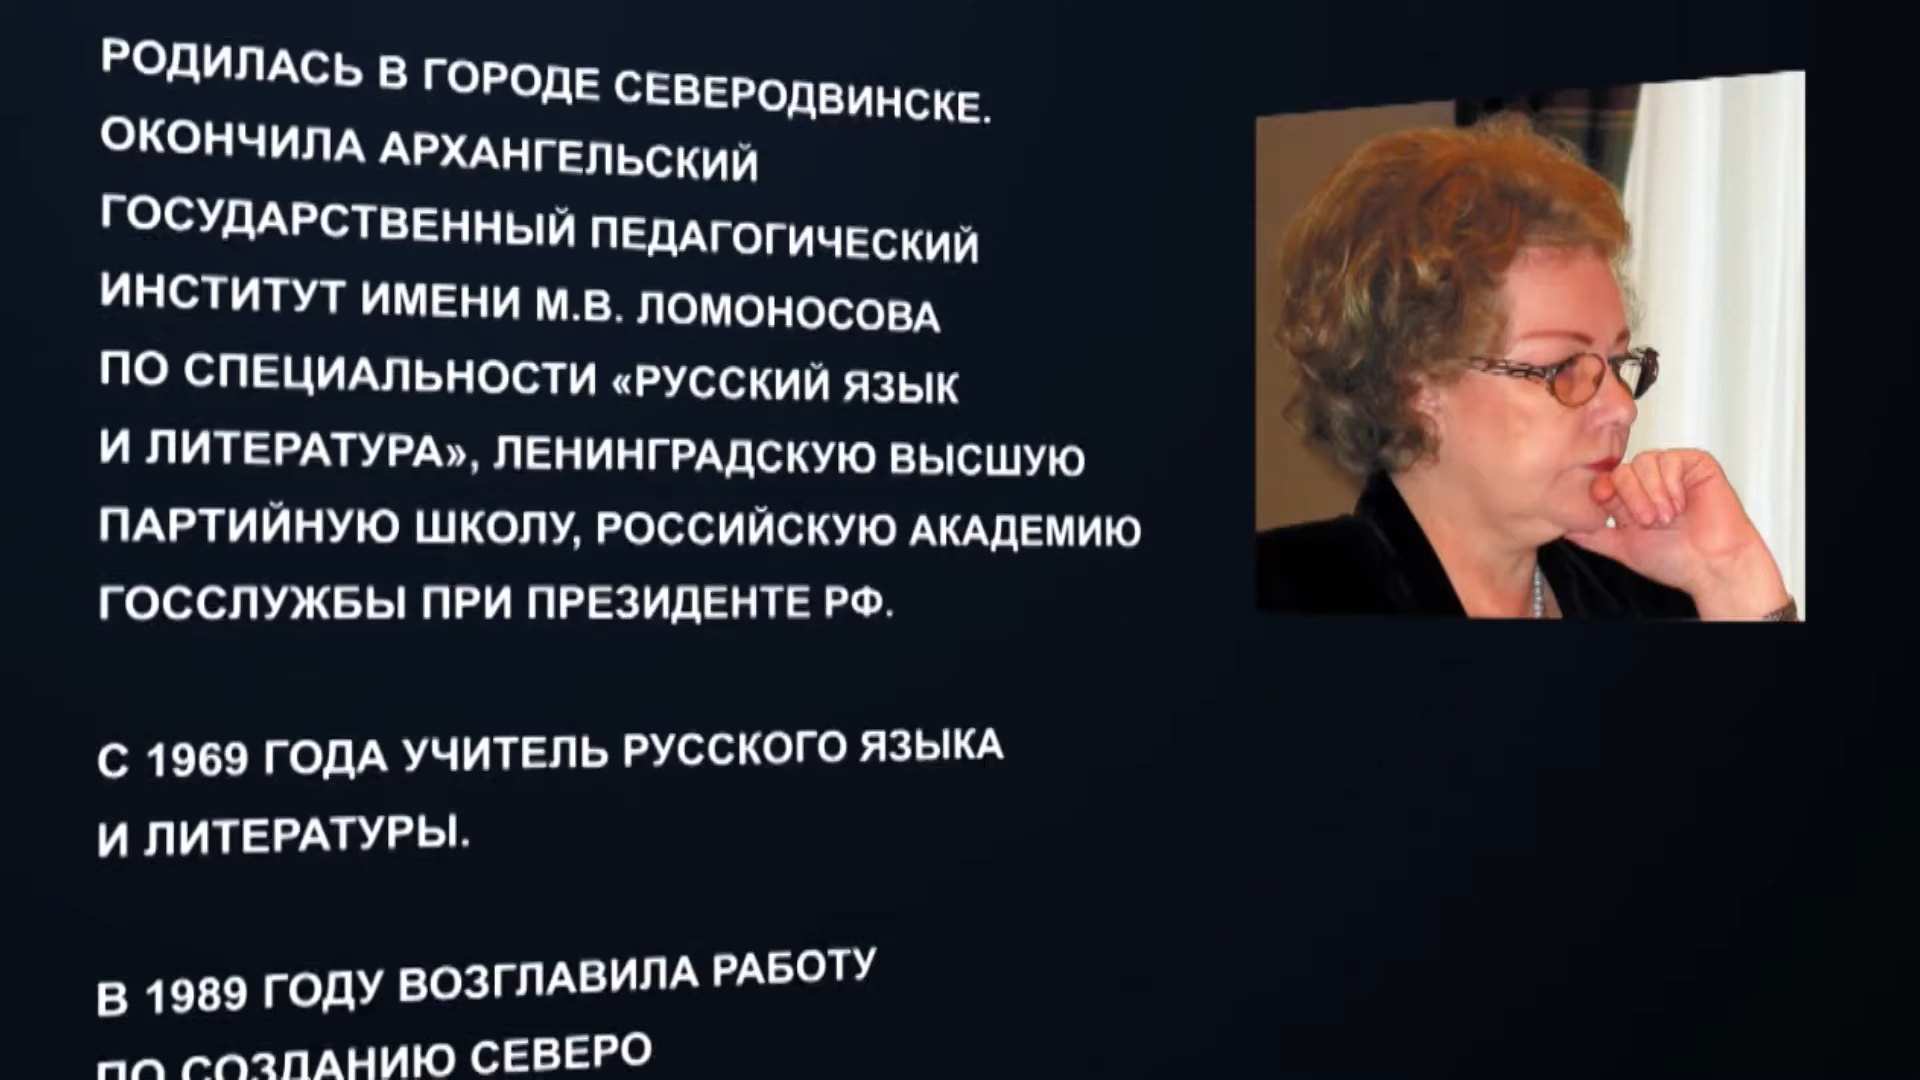 РОДИЛАСЬ В ГОРОДЕ СЕВЕРОДВИНСКЕ.
ОКОНЧИЛА АРХАНГЕЛЬСКИЙ
ГОСУДАРСТВЕННЫЙ ПЕДАГОГИЧЕСКИЙ
ИНСТИТУТ ИМЕНИ М.В. ЛОМОНОСОВА
ПО СПЕЦИАЛЬНОСТИ «РУССКИЙ ЯЗЫК
И ЛИТЕРАТУРА», ЛЕНИНГРАДСКУЮ ВЫСШУЮ
ПАРТИЙНУЮ ШКОЛУ, РОССИЙСКУЮ АКАДЕМИЮ
ГОССЛУЖБЫ ПРИ ПРЕЗИДЕНТЕ РФ.
С 1969 ГОДА УЧИТЕЛЬ РУССКОГО ЯЗЫКА
И ЛИТЕРАТУРЫ.
В 1989 ГОДУ ВОЗГЛАВИЛА РАБОТУ
ПО СОЗДАНИЮ СЕВЕРО